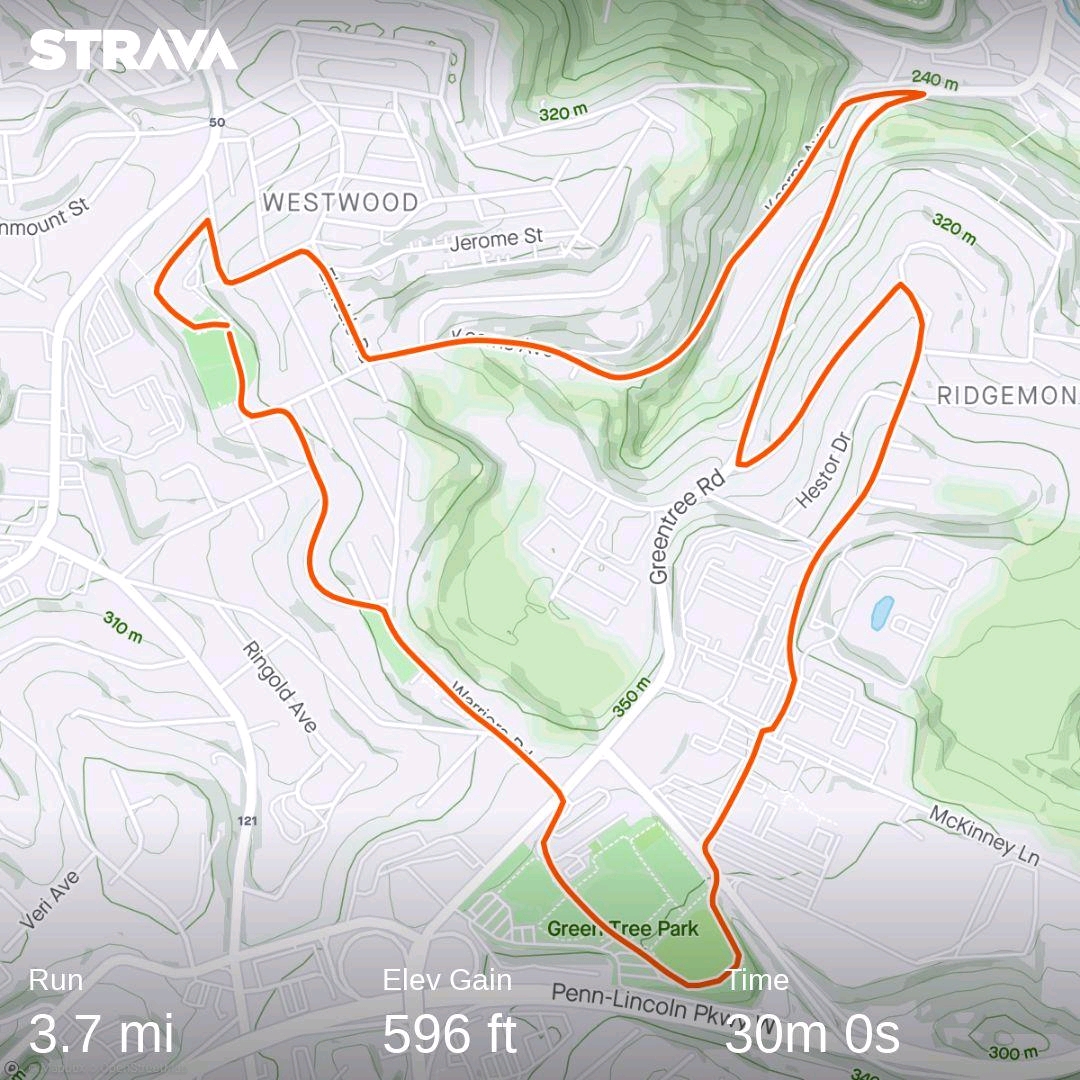 STRAVA
240 m
320 m
50
WESTWOOD
nmount St
Jerome St
320 m
RIDGEMON
Hestor Dr
Greentree Rd
310 m
Ringold Ave
350 m
121
McKinney Ln
Veri Ave
Green Tree Park
Penn-Lincoln Pkwy W
Run
Elev Gain
Time
3.7 mi
596 ft
30m 0s
300 m